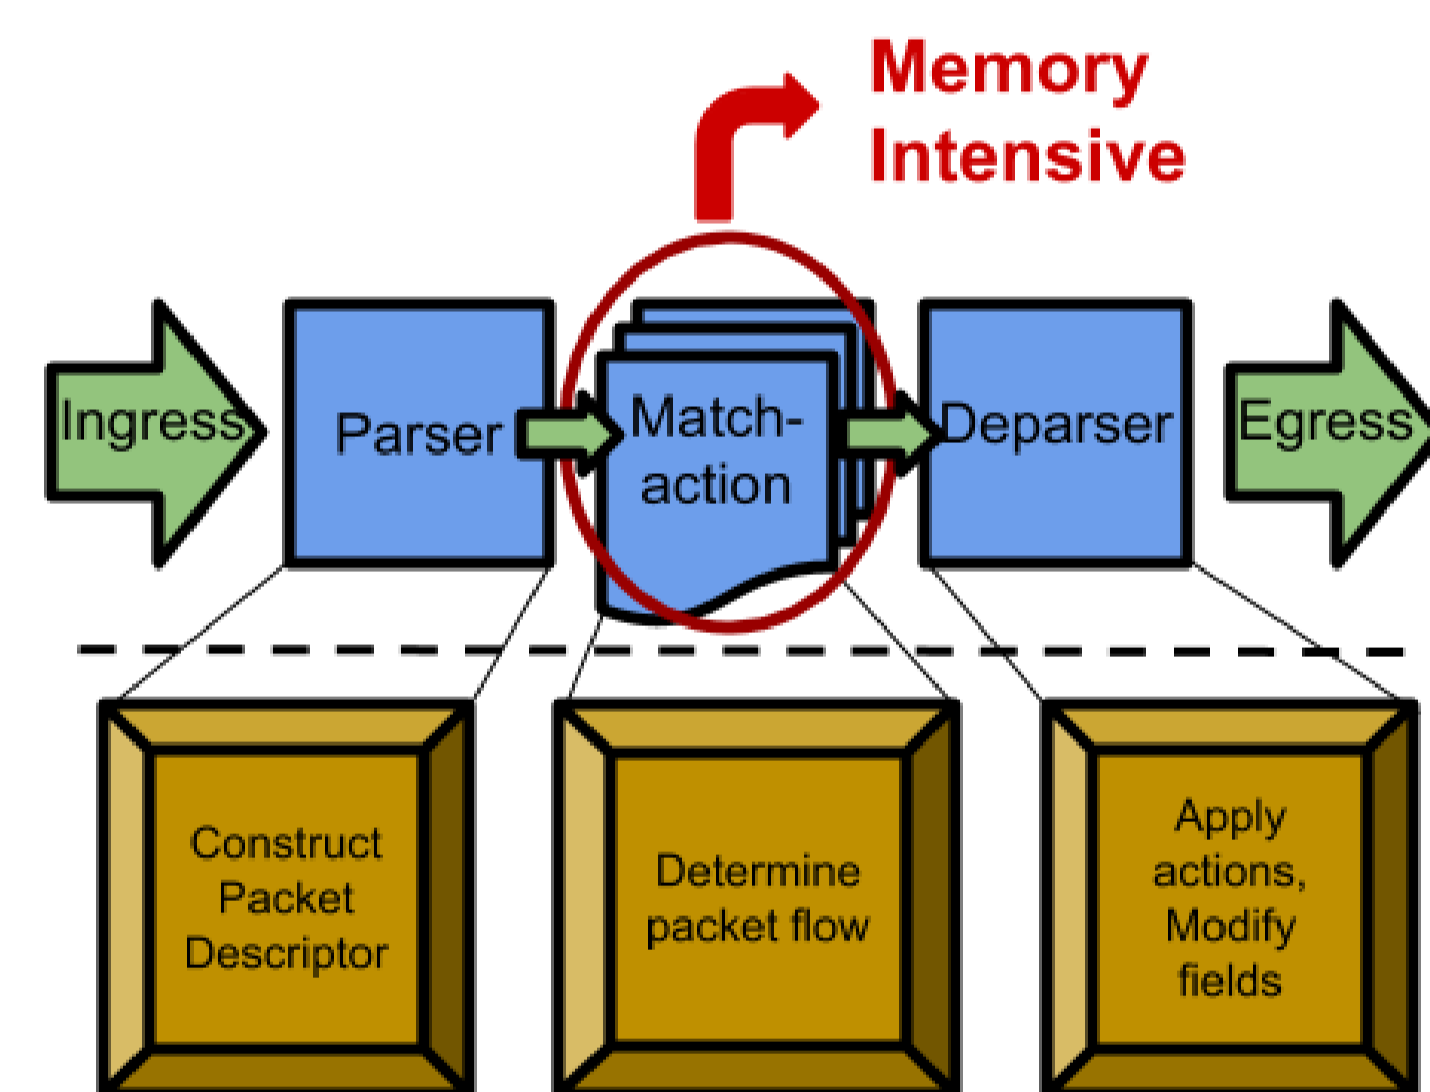 Memory
Intensive
Ingress
Parser
Match-
action
Deparser
Egress
Construct
Packet
Descriptor
Determine
packet flow
Apply
actions,
Modify
fields